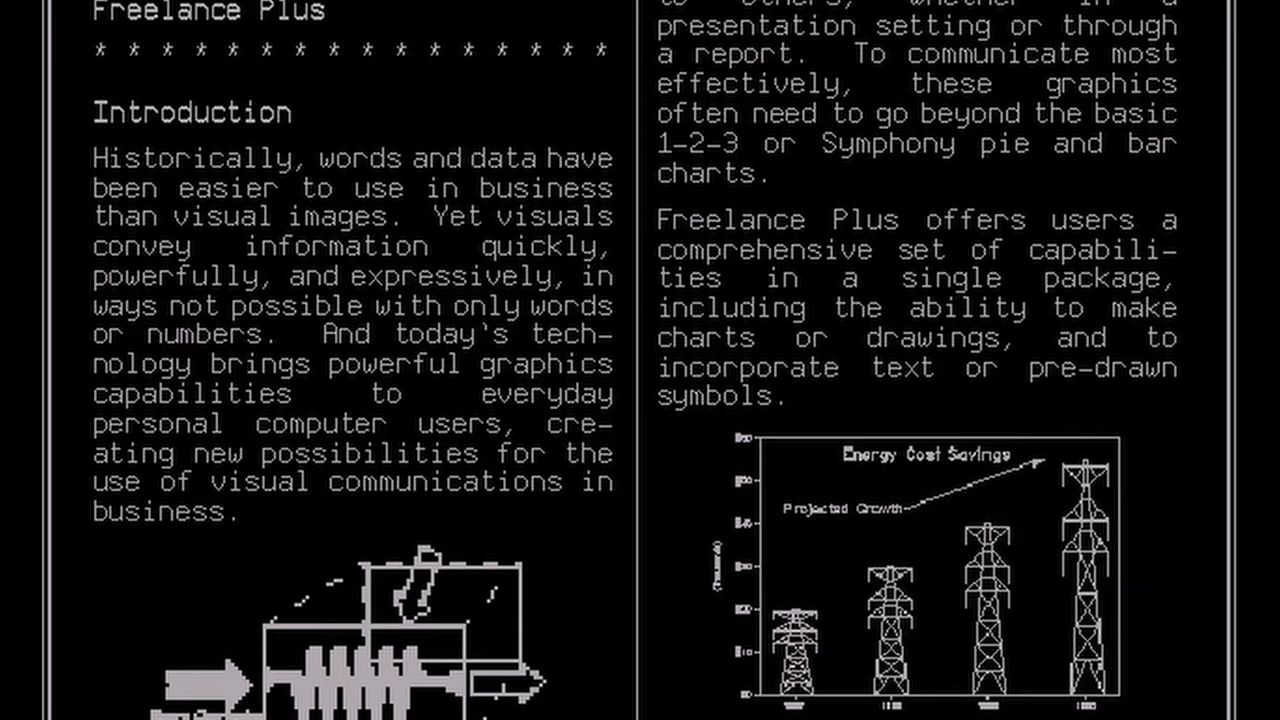 Freelance Plus
* * * * * * * * * * * * * * * *
Introduction
Historically, words and data have
been easier to use in business
than visual images. Yet visuals
convey information quickly,
powerfully, and expressively, in
ways not possible with only words
or numbers. And today's tech-
nology brings powerful graphics
capabilities to everyday
personal computer users, cre-
ating new possibilities for the
use of visual communications in
business.
to others, whether in a
presentation setting or through
a report. To communicate most
effectively, these graphics
often need to go beyond the basic
1-2-3 or Symphony pie and bar
charts.
Freelance Plus offers users a
comprehensive set of capabili-
ties in a single package,
including the ability to make
charts or drawings, and to
incorporate text or pre-drawn
symbols.
Energy Cost Savings
Projected Growth